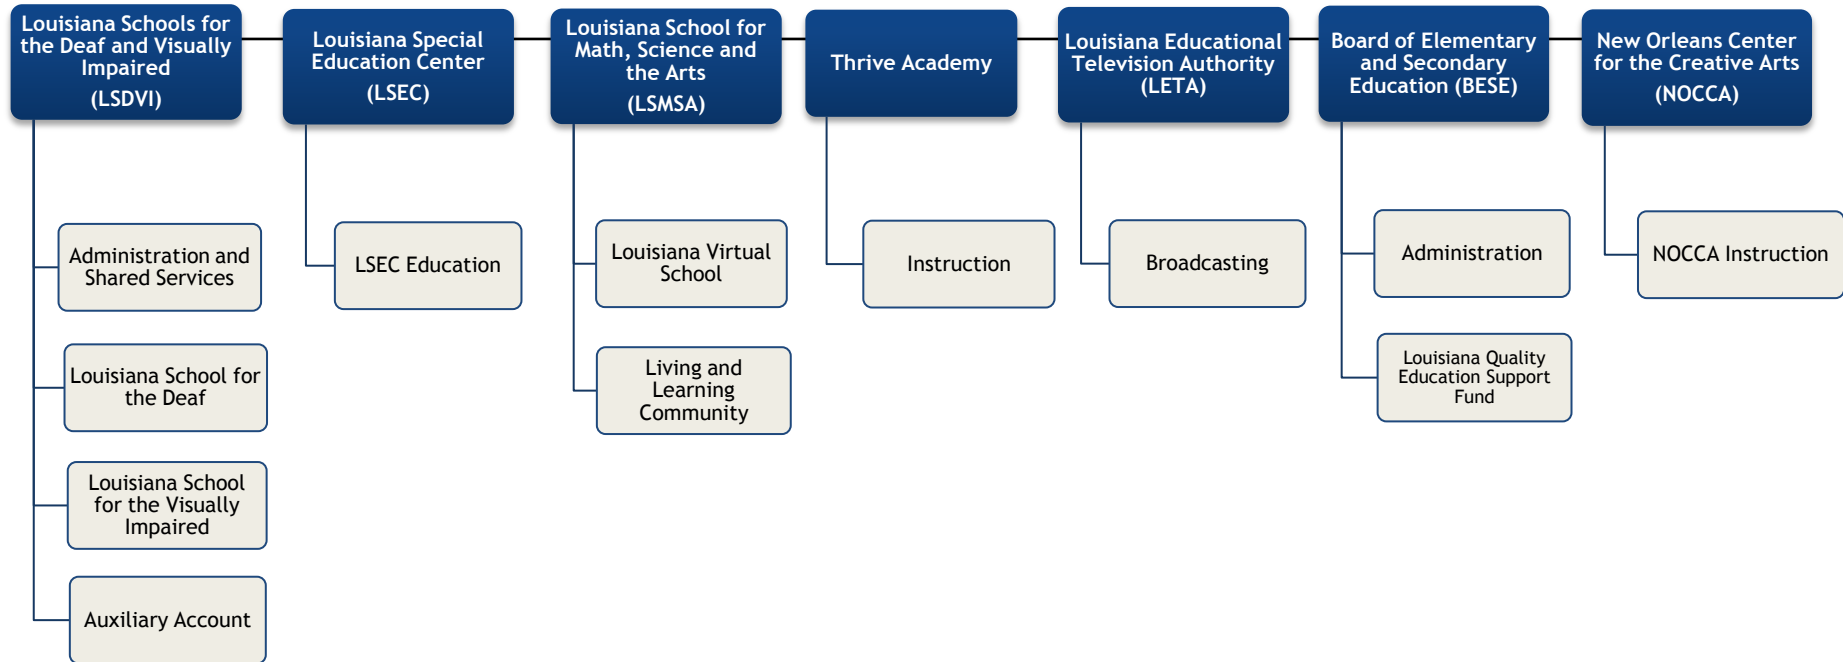 Louisiana Schools for
the Deaf and Visually
Impaired
(LSDVI)
Louisiana Special
Education Center
(LSEC)
Louisiana School for
Math, Science and
the Arts
(LSMSA)
Thrive Academy
Louisiana Educational
Television Authority
(LETA)
Board of Elementary
and Secondary
Education (BESE)
New Orleans Center
for the Creative Arts
(NOCCA)
Administration and
Shared Services
Louisiana School for
the Deaf
Louisiana School
for the Visually
Impaired
Auxiliary Account
LSEC Education
Louisiana Virtual
School
Living and
Learning
Community
Instruction
Broadcasting
Administration
Louisiana Quality
Education Support
Fund
NOCCA Instruction